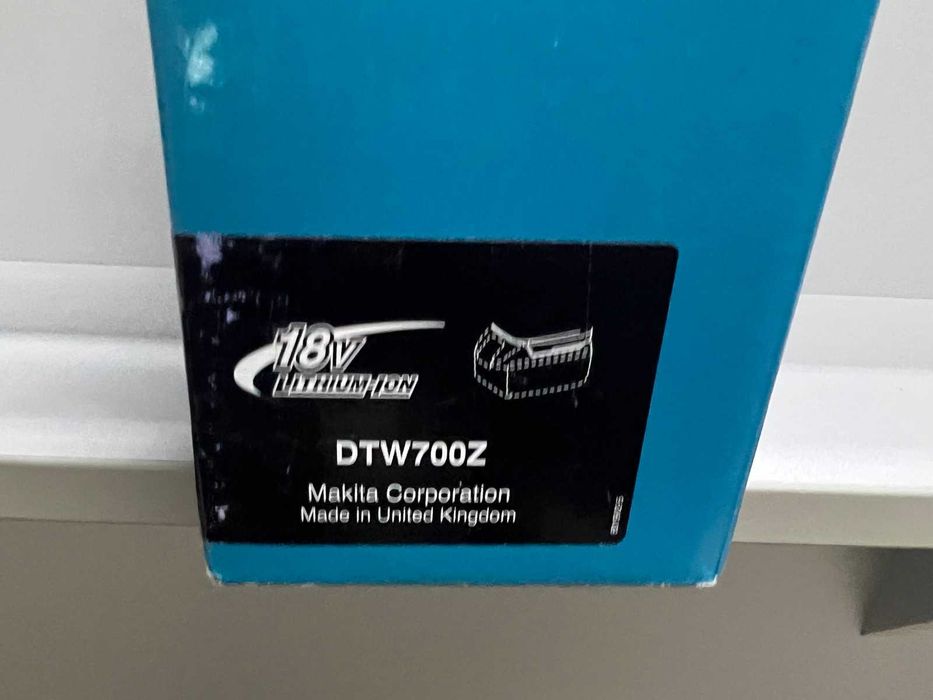 18V
LITHIUM-ION
DTW700Z
Makita Corporation
Made in United Kingdom